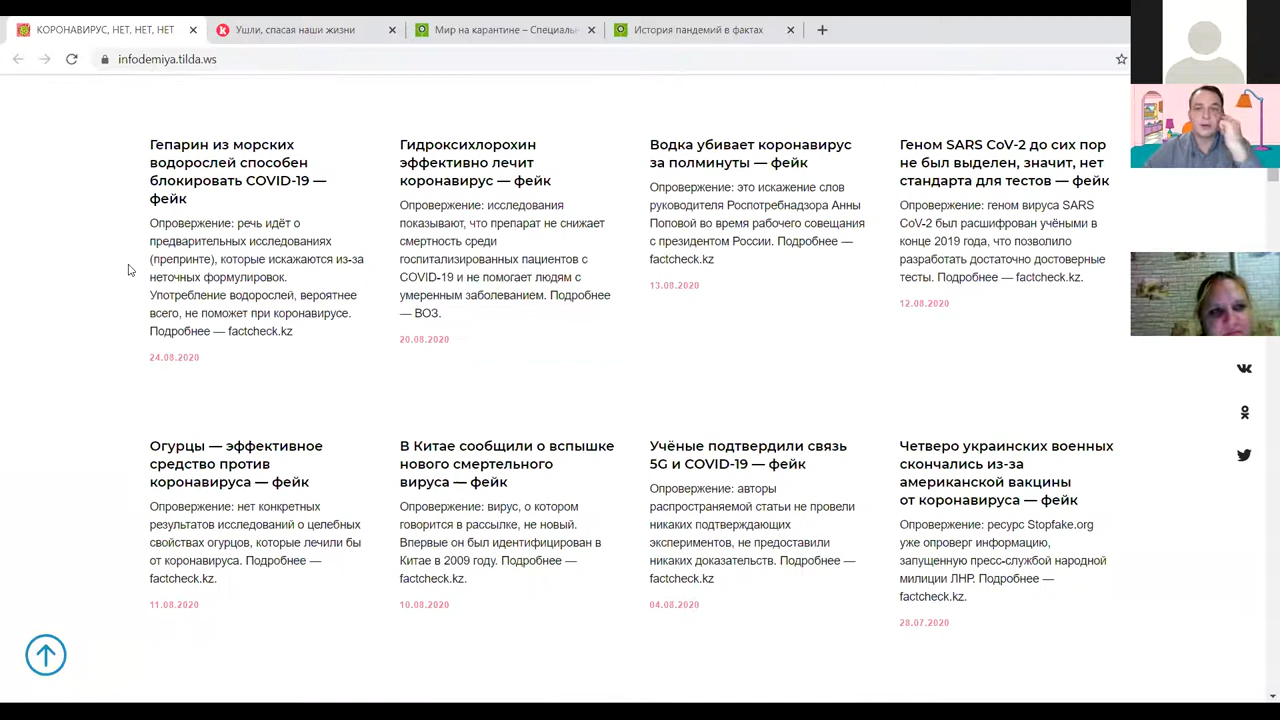 КОРОНАВИРУС, НЕТ, НЕТ, НЕТ
Ушли, спасая наши жизни
Мир на карантине – Специаль
История пандемий в фактах
infodemiya.tilda.ws
Гепарин из морских
водорослей способен
блокировать COVID-19 —
фейк
Опровержение: речь идёт о
предварительных исследованиях
(препринте), которые искажаются из-за
неточных формулировок.
Употребление водорослей, вероятнее
всего, не поможет при коронавирусе.
Подробнее — factcheck.kz
24.08.2020
Гидроксихлорохин
эффективно лечит
коронавирус — фейк
Опровержение: исследования
показывают, что препарат не снижает
смертность среди
госпитализированных пациентов с
COVID-19 и не помогает людям с
умеренным заболеванием. Подробнее
— ВОЗ.
20.08.2020
Водка убивает коронавирус
за полминуты — фейк
Опровержение: это искажение слов
руководителя Роспотребнадзора Анны
Поповой во время рабочего совещания
с президентом России. Подробнее —
factcheck.kz
13.08.2020
Геном SARS CoV-2 до сих пор
не был выделен, значит, нет
стандарта для тестов — фейк
Опровержение: геном вируса SARS
CoV-2 был расшифрован учёными в
конце 2019 года, что позволило
разработать достаточно достоверные
тесты. Подробнее — factcheck.kz.
12.08.2020
Огурцы — эффективное
средство против
коронавируса — фейк
Опровержение: нет конкретных
результатов исследований о целебных
свойствах огурцов, которые лечили бы
от коронавируса. Подробнее —
factcheck.kz.
11.08.2020
В Китае сообщили о вспышке
нового смертельного
вируса — фейк
Опровержение: вирус, о котором
говорится в рассылке, не новый.
Впервые он был идентифицирован в
Китае в 2009 году. Подробнее —
factcheck.kz.
10.08.2020
Учёные подтвердили связь
5G и COVID-19 — фейк
Опровержение: авторы
распространяемой статьи не провели
никаких подтверждающих
экспериментов, не предоставили
никаких доказательств. Подробнее —
factcheck.kz
04.08.2020
Четверо украинских военных
скончались из-за
американской вакцины
от коронавируса — фейк
Опровержение: ресурс Stopfake.org
уже опроверг информацию,
запущенную пресс-службой народной
милиции ЛНР. Подробнее —
factcheck.kz.
28.07.2020